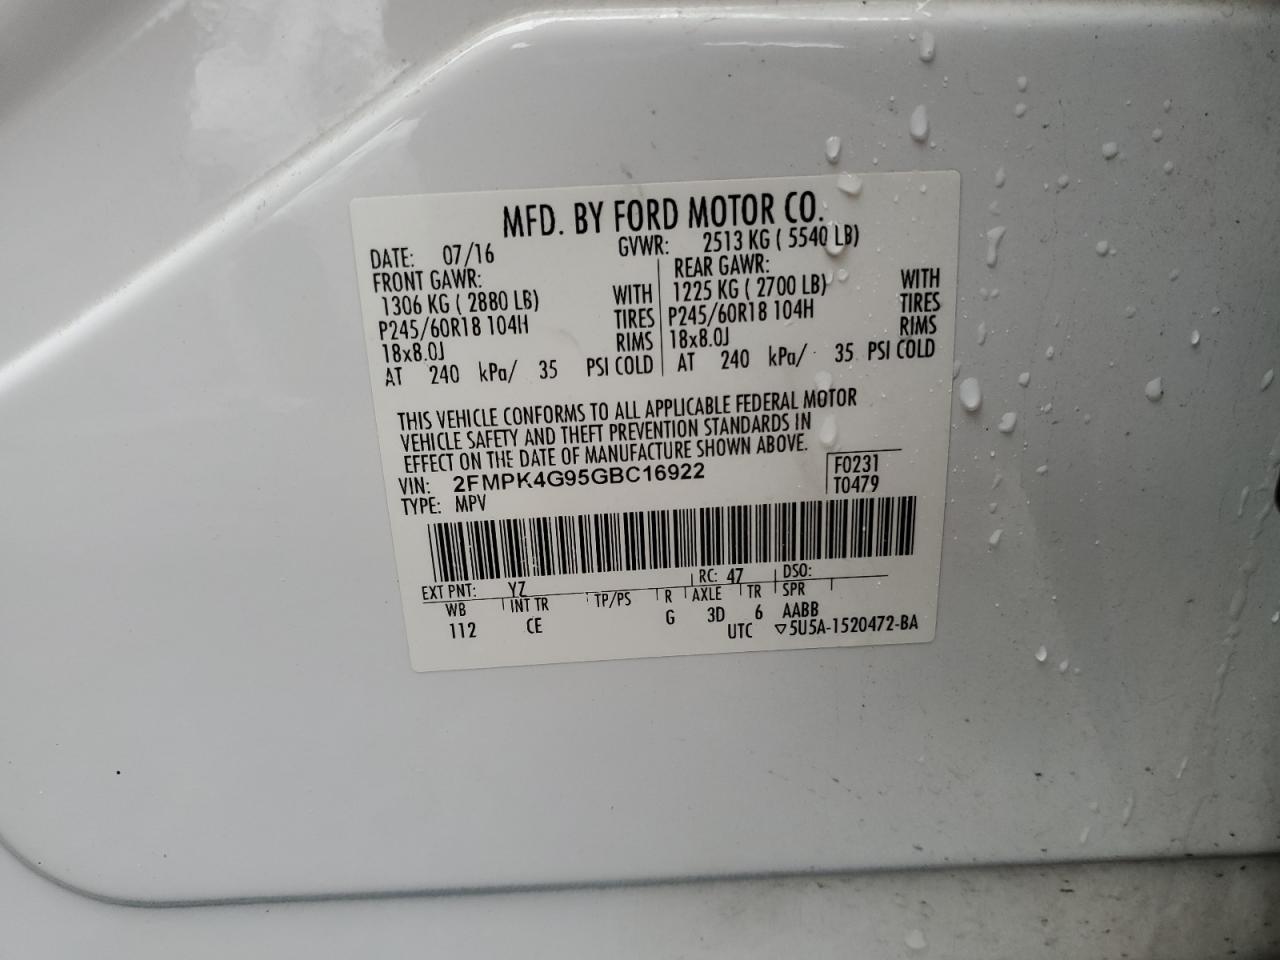 MFD. BY FORD MOTOR CO.
DATE: 07/16 GVWR: 2513 KG ( 5540 LB)
FRONT GAWR: REAR GAWR:
1306 KG ( 2880 LB) WITH 1225 KG ( 2700 LB) WITH
P245/60R18 104H TIRES P245/60R18 104H TIRES
18x8.0J RIMS 18x8.0J RIMS
AT 240 kPa/ 35 PSI COLD AT 240 kPa/ 35 PSI COLD
THIS VEHICLE CONFORMS TO ALL APPLICABLE FEDERAL MOTOR
VEHICLE SAFETY AND THEFT PREVENTION STANDARDS IN
EFFECT ON THE DATE OF MANUFACTURE SHOWN ABOVE.
VIN: 2FMPK4G95GBC16922 F0231
TYPE: MPV T0479
EXT PNT: YZ RC: 47 DSO:
WB INT TR TP/PS R AXLE TR SPR
112 CE G 3D 6 AABB
UTC ▽5U5A-1520472-BA